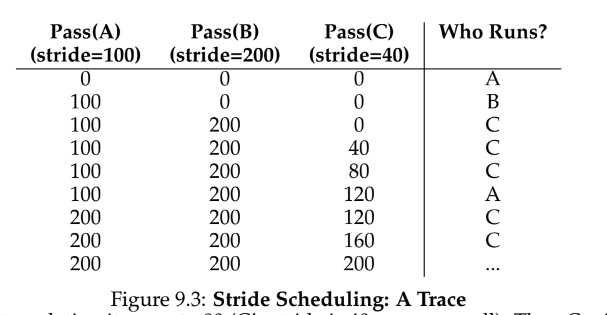 Pass(A) Pass(B) Pass(C) Who Runs?
(stride=100) (stride=200) (stride=40)
0 0 0 A
100 0 0 B
100 200 0 C
100 200 40 C
100 200 80 C
100 200 120 A
200 200 120 C
200 200 160 C
200 200 200 ...
Figure 9.3: Stride Scheduling: A Trace